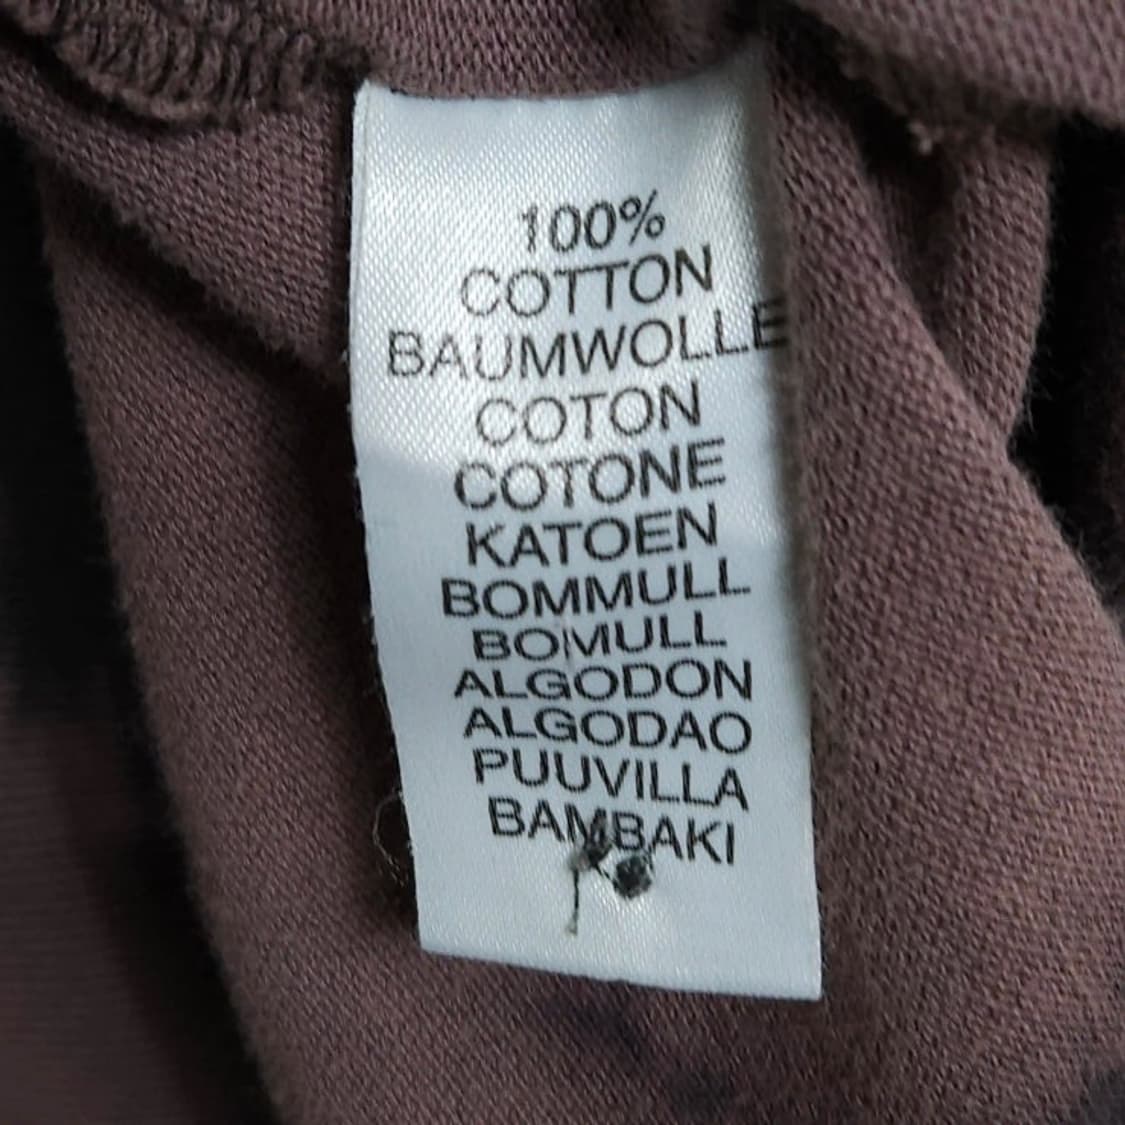 100%
COTTON
BAUMWOLLE
COTON
COTONE
KATOEN
BOMMULL
BOMULL
ALGODON
ALGODAO
PUUVILLA
BAMBAKI